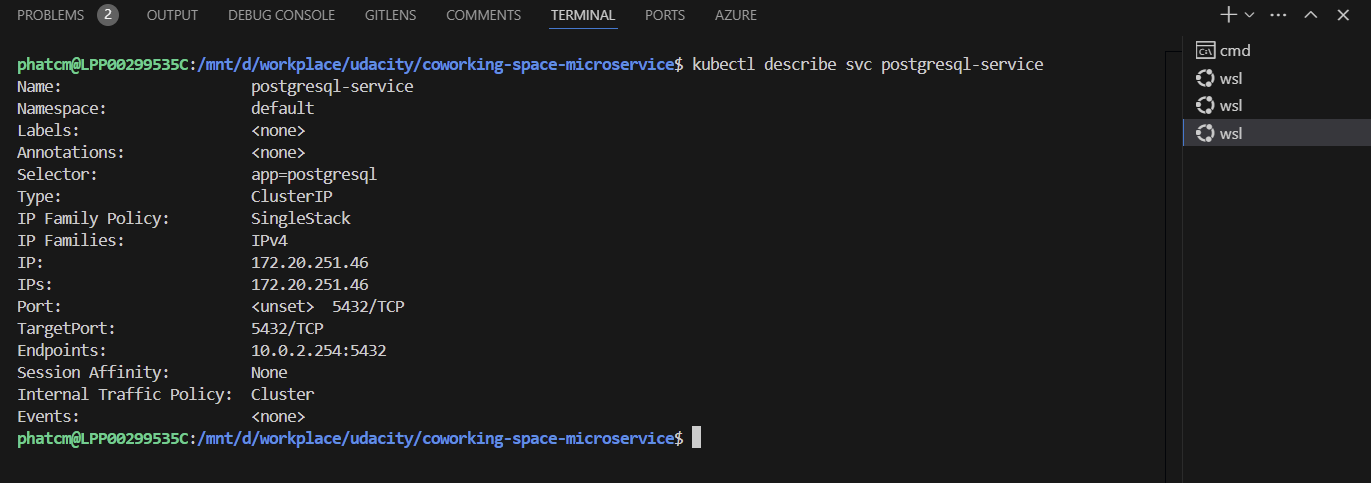 PROBLEMS 2 OUTPUT DEBUG CONSOLE GITLENS COMMENTS TERMINAL PORTS AZURE
phatcm@LPP00299535C:/mnt/d/workplace/udacity/coworking-space-microservice$ kubectl describe svc postgresql-service
Name: postgresql-service
Namespace: default
Labels: <none>
Annotations: <none>
Selector: app=postgresql
Type: ClusterIP
IP Family Policy: SingleStack
IP Families: IPv4
IP: 172.20.251.46
IPs: 172.20.251.46
Port: <unset> 5432/TCP
TargetPort: 5432/TCP
Endpoints: 10.0.2.254:5432
Session Affinity: None
Internal Traffic Policy: Cluster
Events: <none>
phatcm@LPP00299535C:/mnt/d/workplace/udacity/coworking-space-microservice$
cmd
wsl
wsl
wsl